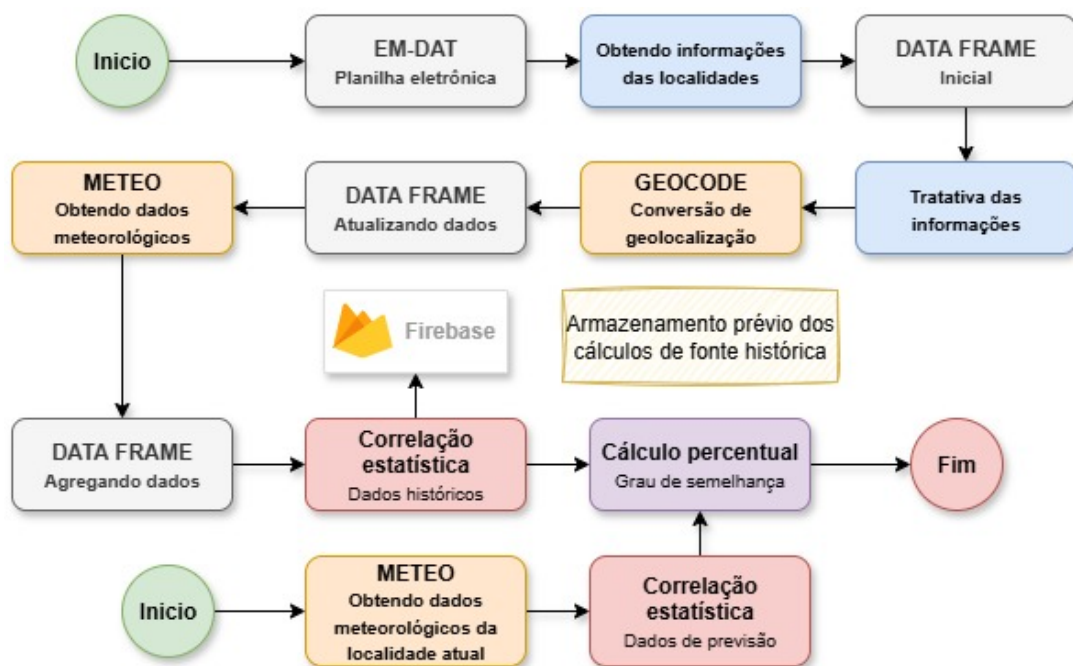 Inicio
EM-DAT
Planilha eletrônica
Obtendo informações
das localidades
DATA FRAME
Inicial
METEO
Obtendo dados
meteorológicos
DATA FRAME
Atualizando dados
GEOCODE
Conversão de
geolocalização
Tratativa das
informações
Firebase
Armazenamento prévio dos
cálculos de fonte histórica
DATA FRAME
Agregando dados
Correlação
estatística
Dados históricos
Cálculo percentual
Grau de semelhança
Fim
Inicio
METEO
Obtendo dados
meteorológicos da
localidade atual
Correlação
estatística
Dados de previsão